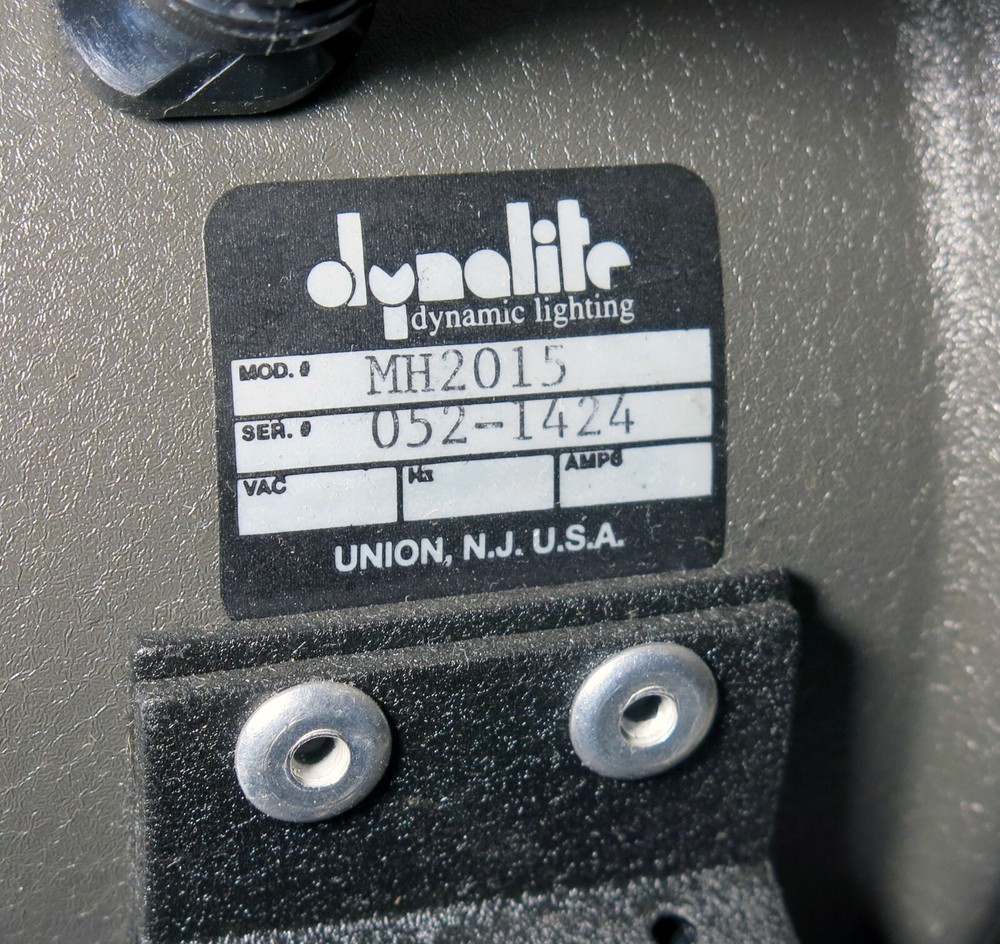 dynalite
dynamic lighting
MOD. # MH2015
SER. # 052-1424
VAC Hz AMPS
UNION, N.J. U.S.A.